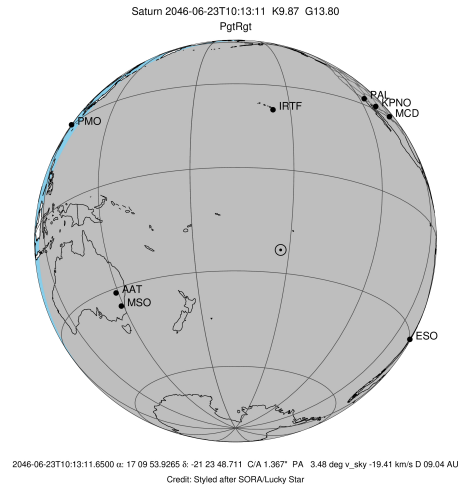 Saturn 2046-06-23T10:13:11 K9.87 G13.80
PgtRgt
PAL
KPNO
MCD
IRTF
PMO
AAT
MSO
ESO
2046-06-23T10:13:11.6500 α: 17 09 53.9265 δ: -21 23 48.711 C/A 1.367" PA 3.48 deg v_sky -19.41 km/s D 09.04 AU
Credit: Styled after SORA/Lucky Star